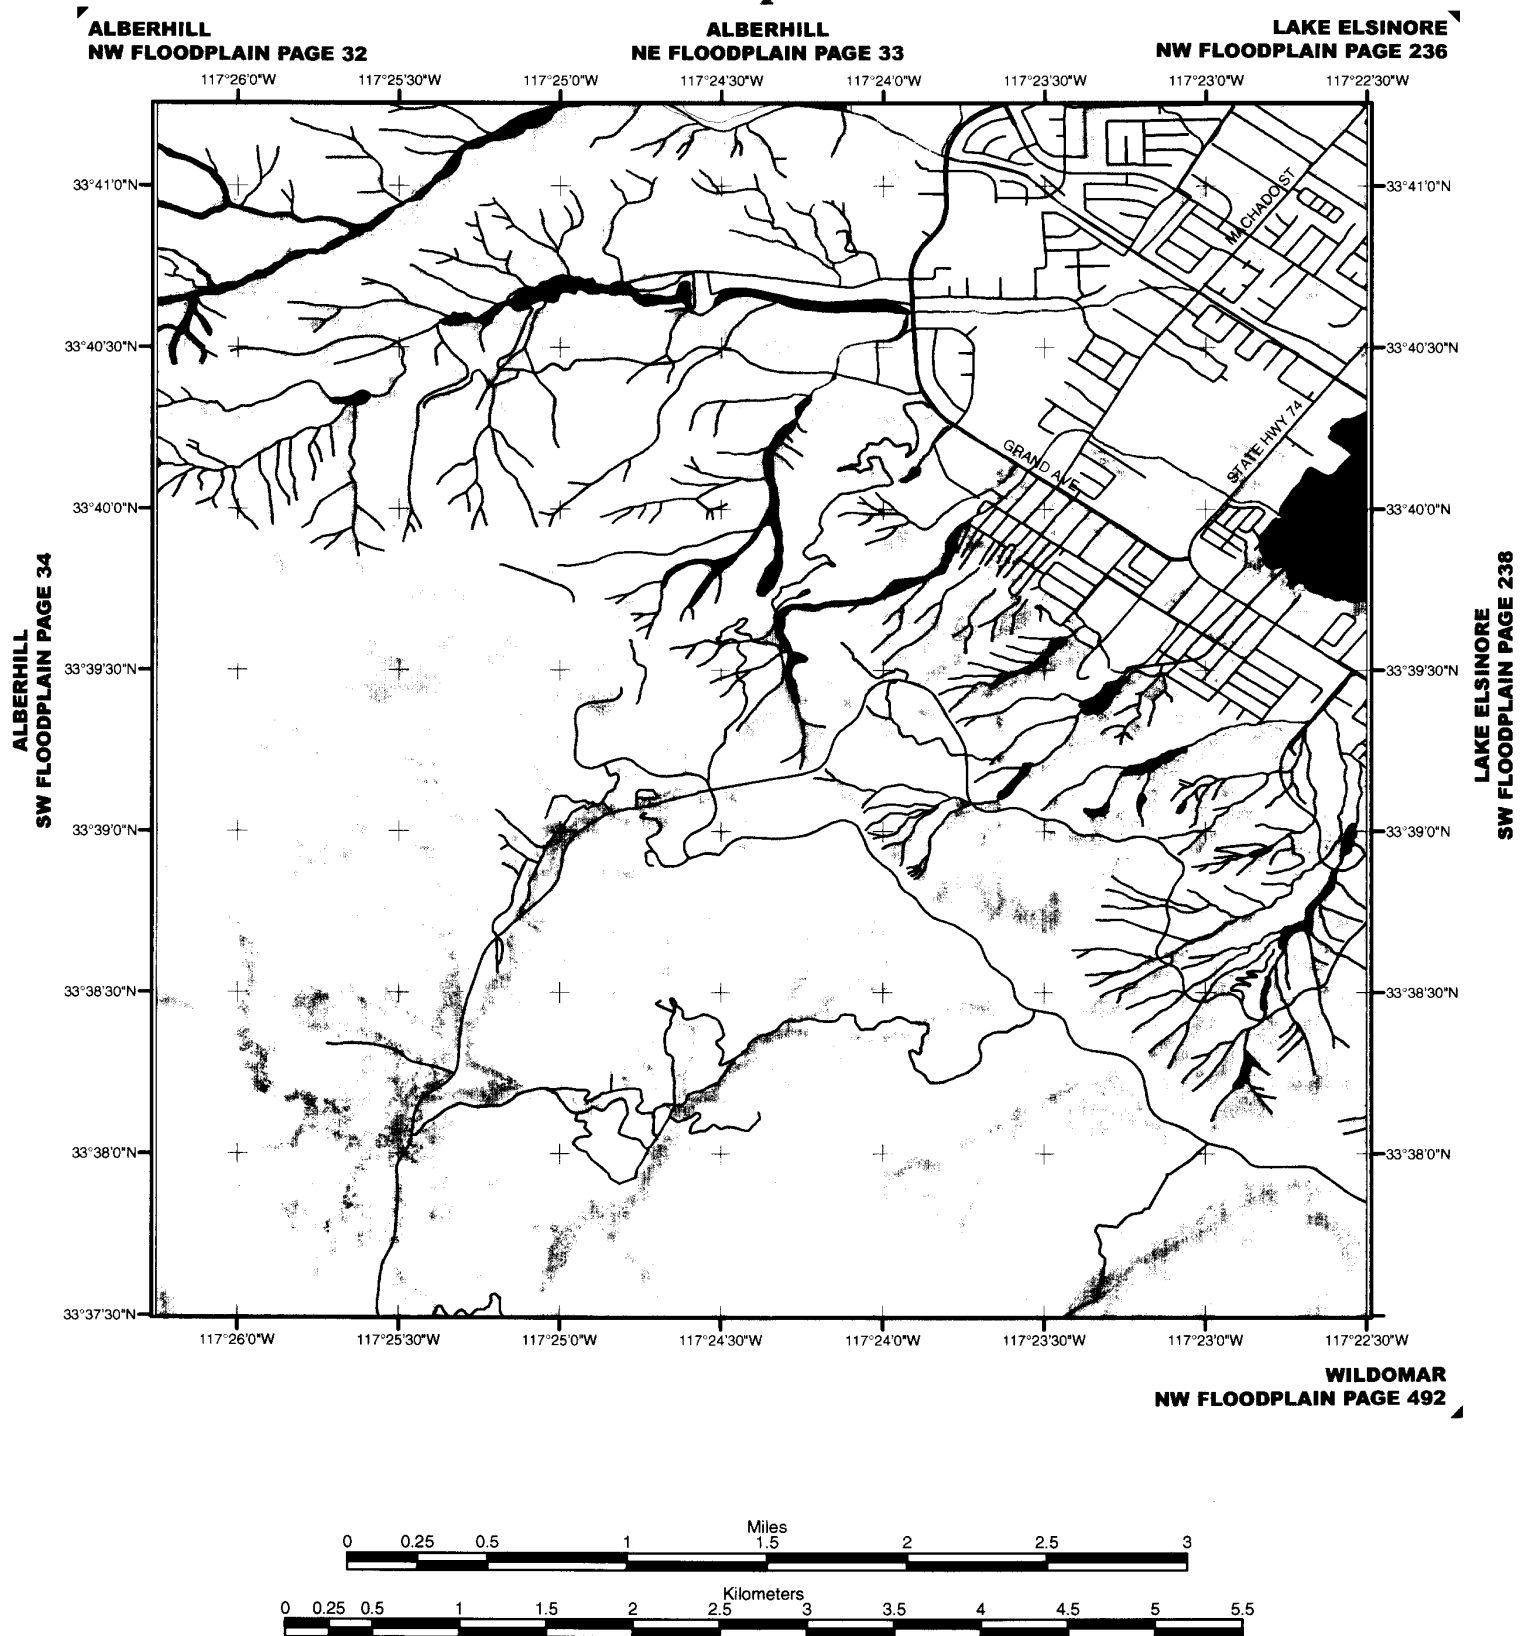 ALBERHILL
NW FLOODPLAIN PAGE 32
ALBERHILL
NE FLOODPLAIN PAGE 33
LAKE ELSINORE
NW FLOODPLAIN PAGE 236
117°26'0"W
117°25'30"W
117°25'0"W
117°24'30"W
117°24'0"W
117°23'30"W
117°23'0"W
117°22'30"W
33°41'0"N
33°41'0"N
MACHADO ST
33°40'30"N
33°40'30"N
STATE HWY 74
GRAND AVE
33°40'0"N
33°40'0"N
ALBERHILL
SW FLOODPLAIN PAGE 34
LAKE ELSINORE
SW FLOODPLAIN PAGE 238
33°39'30"N
33°39'30"N
33°39'0"N
33°39'0"N
33°38'30"N
33°38'30"N
33°38'0"N
33°38'0"N
33°37'30"N
117°26'0"W
117°25'30"W
117°25'0"W
117°24'30"W
117°24'0"W
117°23'30"W
117°23'0"W
117°22'30"W
WILDOMAR
NW FLOODPLAIN PAGE 492
Miles
0 0.25 0.5 1 1.5 2 2.5 3
Kilometers
0 0.25 0.5 1 1.5 2 2.5 3 3.5 4 4.5 5 5.5